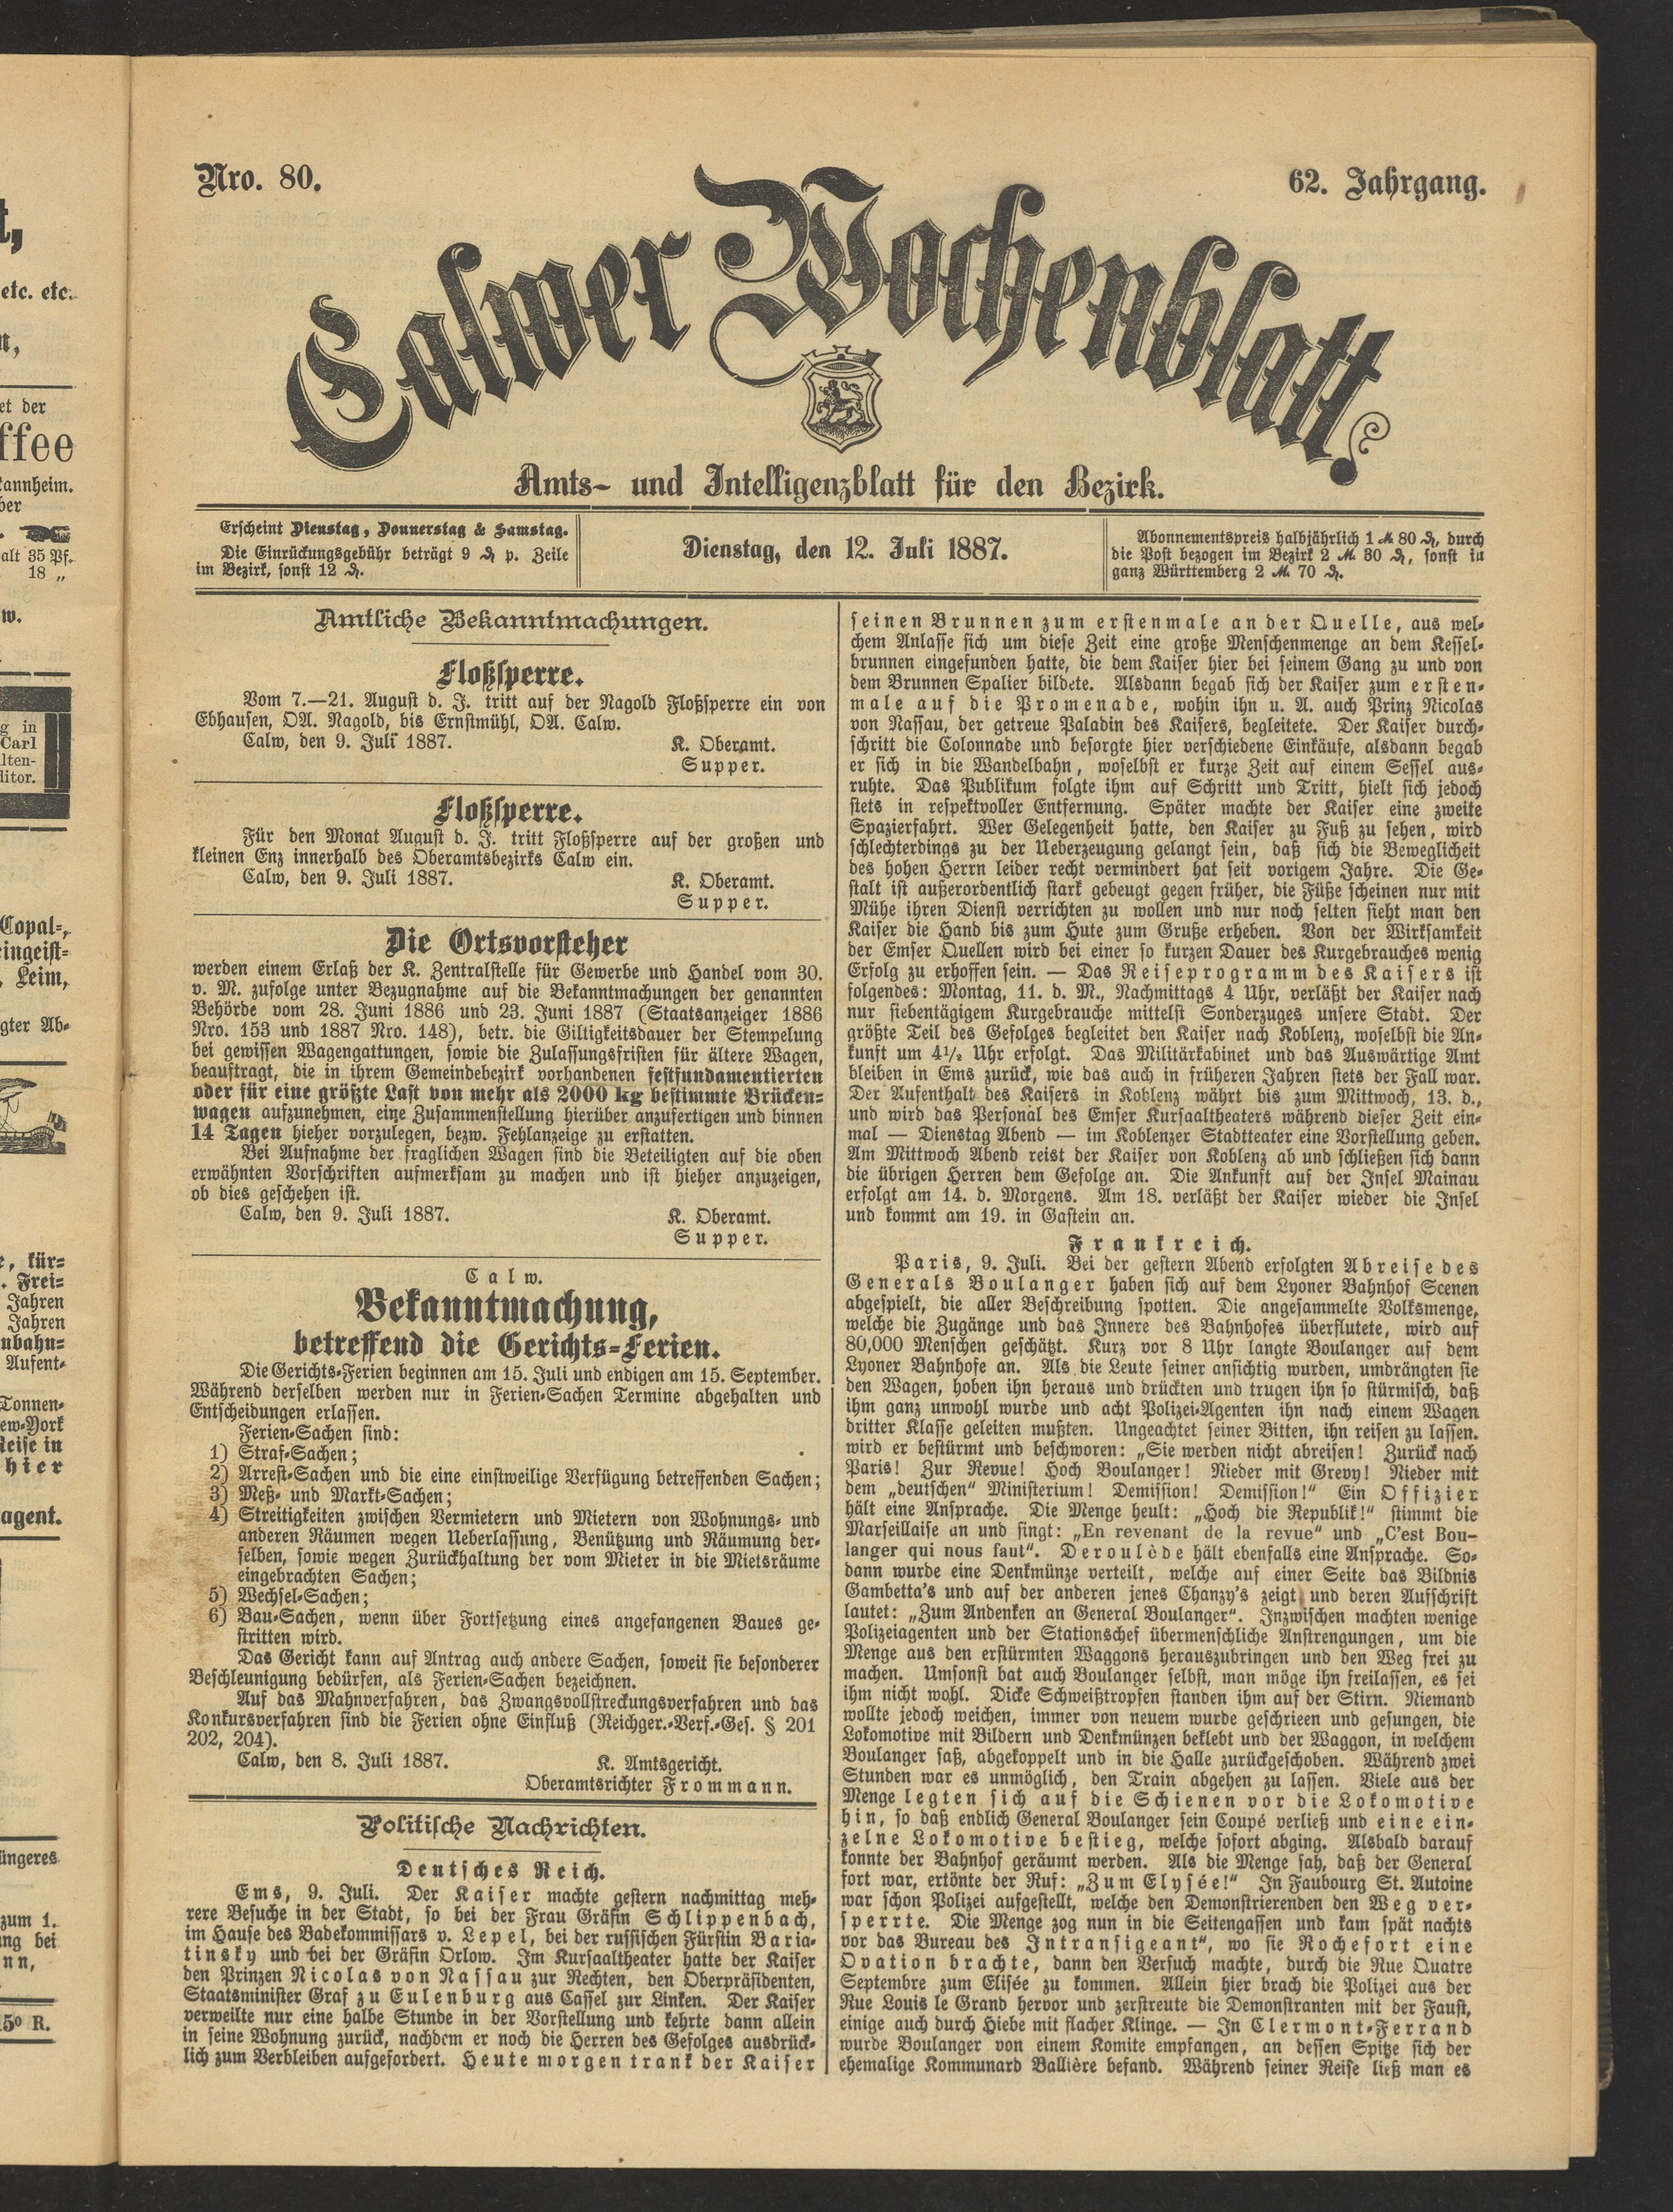 Nro. 80.
62. Jahrgang.
Calwer Wochenblatt.
Amts- und Intelligenzblatt für den Bezirk.
Erscheint Dienstag, Donnerstag & Samstag.
Die Einrückungsgebühr beträgt 9 ₰ p. Zeile
im Bezirk, sonst 12 ₰.
Dienstag, den 12. Juli 1887.
Abonnementspreis halbjährlich 1 ℳ 80 ₰, durch
die Post bezogen im Bezirk 2 ℳ 30 ₰, sonst in
ganz Württemberg 2 ℳ 70 ₰.
Amtliche Bekanntmachungen.
Floßsperre.
Vom 7.—21. August d. J. tritt auf der Nagold Floßsperre ein von
Ebhausen, OA. Nagold, bis Ernstmühl, OA. Calw.
Calw, den 9. Juli 1887.
K. Oberamt.
Supper.
Floßsperre.
Für den Monat August d. J. tritt Floßsperre auf der großen und
kleinen Enz innerhalb des Oberamtsbezirks Calw ein.
Calw, den 9. Juli 1887.
K. Oberamt.
Supper.
Die Ortsvorsteher
werden einem Erlaß der K. Zentralstelle für Gewerbe und Handel vom 30.
v. M. zufolge unter Bezugnahme auf die Bekanntmachungen der genannten
Behörde vom 28. Juni 1886 und 23. Juni 1887 (Staatsanzeiger 1886
Nro. 153 und 1887 Nro. 148), betr. die Giltigkeitsdauer der Stempelung
bei gewissen Wagengattungen, sowie die Zulassungsfristen für ältere Wagen,
beauftragt, die in ihrem Gemeindebezirk vorhandenen festfundamentierten
oder für eine größte Last von mehr als 2000 kg bestimmte Brücken-
wagen aufzunehmen, eine Zusammenstellung hierüber anzufertigen und binnen
14 Tagen hieher vorzulegen, bezw. Fehlanzeige zu erstatten.
Bei Aufnahme der fraglichen Wagen sind die Beteiligten auf die oben
erwähnten Vorschriften aufmerksam zu machen und ist hieher anzuzeigen,
ob dies geschehen ist.
Calw, den 9. Juli 1887.
K. Oberamt.
Supper.
Calw.
Bekanntmachung,
betreffend die Gerichts-Ferien.
Die Gerichts-Ferien beginnen am 15. Juli und endigen am 15. September.
Während derselben werden nur in Ferien-Sachen Termine abgehalten und
Entscheidungen erlassen.
Ferien-Sachen sind:
1) Straf-Sachen;
2) Arrest-Sachen und die eine einstweilige Verfügung betreffenden Sachen;
3) Meß- und Markt-Sachen;
4) Streitigkeiten zwischen Vermietern und Mietern von Wohnungs- und
anderen Räumen wegen Ueberlassung, Benützung und Räumung der-
selben, sowie wegen Zurückhaltung der vom Mieter in die Mietsräume
eingebrachten Sachen;
5) Wechsel-Sachen;
6) Bau-Sachen, wenn über Fortsetzung eines angefangenen Baues ge-
stritten wird.
Das Gericht kann auf Antrag auch andere Sachen, soweit sie besonderer
Beschleunigung bedürfen, als Ferien-Sachen bezeichnen.
Auf das Mahnverfahren, das Zwangsvollstreckungsverfahren und das
Konkursverfahren sind die Ferien ohne Einfluß (Reichger.-Verf.-Ges. § 201
202, 204).
Calw, den 8. Juli 1887.
K. Amtsgericht.
Oberamtsrichter Frommann.
Politische Nachrichten.
Deutsches Reich.
Ems, 9. Juli. Der Kaiser machte gestern nachmittag meh-
rere Besuche in der Stadt, so bei der Frau Gräfin Schlippenbach,
im Hause des Badekommissars v. Lepel, bei der russischen Fürstin Baria-
tinsky und bei der Gräfin Orlow. Im Kursaaltheater hatte der Kaiser
den Prinzen Nicolas von Nassau zur Rechten, den Oberpräsidenten,
Staatsminister Graf zu Eulenburg aus Cassel zur Linken. Der Kaiser
verweilte nur eine halbe Stunde in der Vorstellung und kehrte dann allein
in seine Wohnung zurück, nachdem er noch die Herren des Gefolges ausdrück-
lich zum Verbleiben aufgefordert. Heute morgen trank der Kaiser
seinen Brunnen zum erstenmale an der Quelle, aus wel-
chem Anlasse sich um diese Zeit eine große Menschenmenge an dem Kessel-
brunnen eingefunden hatte, die dem Kaiser hier bei seinem Gang zu und von
dem Brunnen Spalier bildete. Alsdann begab sich der Kaiser zum ersten-
male auf die Promenade, wohin ihn u. A. auch Prinz Nicolas
von Nassau, der getreue Paladin des Kaisers, begleitete. Der Kaiser durch-
schritt die Colonnade und besorgte hier verschiedene Einkäufe, alsdann begab
er sich in die Wandelbahn, woselbst er kurze Zeit auf einem Sessel aus-
ruhte. Das Publikum folgte ihm auf Schritt und Tritt, hielt sich jedoch
stets in respektvoller Entfernung. Später machte der Kaiser eine zweite
Spazierfahrt. Wer Gelegenheit hatte, den Kaiser zu Fuß zu sehen, wird
schlechterdings zu der Ueberzeugung gelangt sein, daß sich die Beweglichkeit
des hohen Herrn leider recht vermindert hat seit vorigem Jahre. Die Ge-
stalt ist außerordentlich stark gebeugt gegen früher, die Füße scheinen nur mit
Mühe ihren Dienst verrichten zu wollen und nur noch selten sieht man den
Kaiser die Hand bis zum Hute zum Gruße erheben. Von der Wirksamkeit
der Emser Quellen wird bei einer so kurzen Dauer des Kurgebrauches wenig
Erfolg zu erhoffen sein. — Das Reiseprogramm des Kaisers ist
folgendes: Montag, 11. d. M., Nachmittags 4 Uhr, verläßt der Kaiser nach
nur siebentägigem Kurgebrauche mittelst Sonderzuges unsere Stadt. Der
größte Teil des Gefolges begleitet den Kaiser nach Koblenz, woselbst die An-
kunft um 4½ Uhr erfolgt. Das Militärkabinet und das Auswärtige Amt
bleiben in Ems zurück, wie das auch in früheren Jahren stets der Fall war.
Der Aufenthalt des Kaisers in Koblenz währt bis zum Mittwoch, 13. d.,
und wird das Personal des Emser Kursaaltheaters während dieser Zeit ein-
mal — Dienstag Abend — im Koblenzer Stadtteater eine Vorstellung geben.
Am Mittwoch Abend reist der Kaiser von Koblenz ab und schließen sich dann
die übrigen Herren dem Gefolge an. Die Ankunft auf der Insel Mainau
erfolgt am 14. d. Morgens. Am 18. verläßt der Kaiser wieder die Insel
und kommt am 19. in Gastein an.
Frankreich.
Paris, 9. Juli. Bei der gestern Abend erfolgten Abreise des
Generals Boulanger haben sich auf dem Lyoner Bahnhof Scenen
abgespielt, die aller Beschreibung spotten. Die angesammelte Volksmenge,
welche die Zugänge und das Innere des Bahnhofes überflutete, wird auf
80,000 Menschen geschätzt. Kurz vor 8 Uhr langte Boulanger auf dem
Lyoner Bahnhofe an. Als die Leute seiner ansichtig wurden, umdrängten sie
den Wagen, hoben ihn heraus und drückten und trugen ihn so stürmisch, daß
ihm ganz unwohl wurde und acht Polizei-Agenten ihn nach einem Wagen
dritter Klasse geleiten mußten. Ungeachtet seiner Bitten, ihn reisen zu lassen.
wird er bestürmt und beschworen: „Sie werden nicht abreisen! Zurück nach
Paris! Zur Revue! Hoch Boulanger! Nieder mit Grevy! Nieder mit
dem „deutschen“ Ministerium! Demission! Demission!“ Ein Offizier
hält eine Ansprache. Die Menge heult: „Hoch die Republik!“ stimmt die
Marseillaise an und singt: „En revenant de la revue“ und „C'est Bou-
langer qui nous faut“. Deroulède hält ebenfalls eine Ansprache. So-
dann wurde eine Denkmünze verteilt, welche auf einer Seite das Bildnis
Gambetta's und auf der anderen jenes Chanzy's zeigt und deren Aufschrift
lautet: „Zum Andenken an General Boulanger“. Inzwischen machten wenige
Polizeiagenten und der Stationschef übermenschliche Anstrengungen, um die
Menge aus den erstürmten Waggons herauszubringen und den Weg frei zu
machen. Umsonst bat auch Boulanger selbst, man möge ihn freilassen, es sei
ihm nicht wohl. Dicke Schweißtropfen standen ihm auf der Stirn. Niemand
wollte jedoch weichen, immer von neuem wurde geschrieen und gesungen, die
Lokomotive mit Bildern und Denkmünzen beklebt und der Waggon, in welchem
Boulanger saß, abgekoppelt und in die Halle zurückgeschoben. Während zwei
Stunden war es unmöglich, den Train abgehen zu lassen. Viele aus der
Menge legten sich auf die Schienen vor die Lokomotive
hin, so daß endlich General Boulanger sein Coupé verließ und eine ein-
zelne Lokomotive bestieg, welche sofort abging. Alsbald darauf
konnte der Bahnhof geräumt werden. Als die Menge sah, daß der General
fort war, ertönte der Ruf: „Zum Elysée!“ In Faubourg St. Antoine
war schon Polizei aufgestellt, welche den Demonstrierenden den Weg ver-
sperrte. Die Menge zog nun in die Seitengassen und kam spät nachts
vor das Bureau des Intransigeant“, wo sie Rochefort eine
Ovation brachte, dann den Versuch machte, durch die Rue Quatre
Septembre zum Elisée zu kommen. Allein hier brach die Polizei aus der
Rue Louis le Grand hervor und zerstreute die Demonstranten mit der Faust,
einige auch durch Hiebe mit flacher Klinge. — In Clermont-Ferrand
wurde Boulanger von einem Komite empfangen, an dessen Spitze sich der
ehemalige Kommunard Ballière befand. Während seiner Reise ließ man es